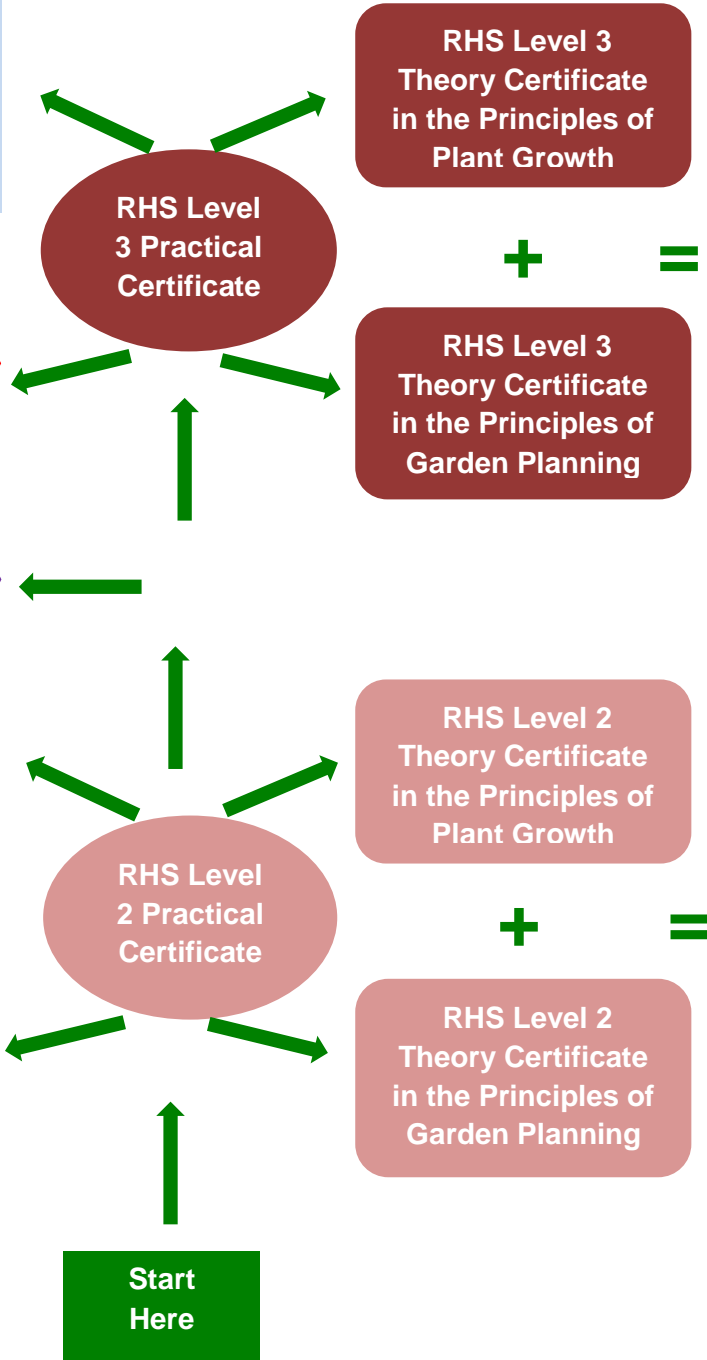 RHS Level 3
Theory Certificate
in the Principles of
Plant Growth
RHS Level
3 Practical
Certificate
+ =
RHS Level 3
Theory Certificate
in the Principles of
Garden Planning
RHS Level 2
Theory Certificate
in the Principles of
Plant Growth
RHS Level
2 Practical
Certificate
+ =
RHS Level 2
Theory Certificate
in the Principles of
Garden Planning
Start
Here